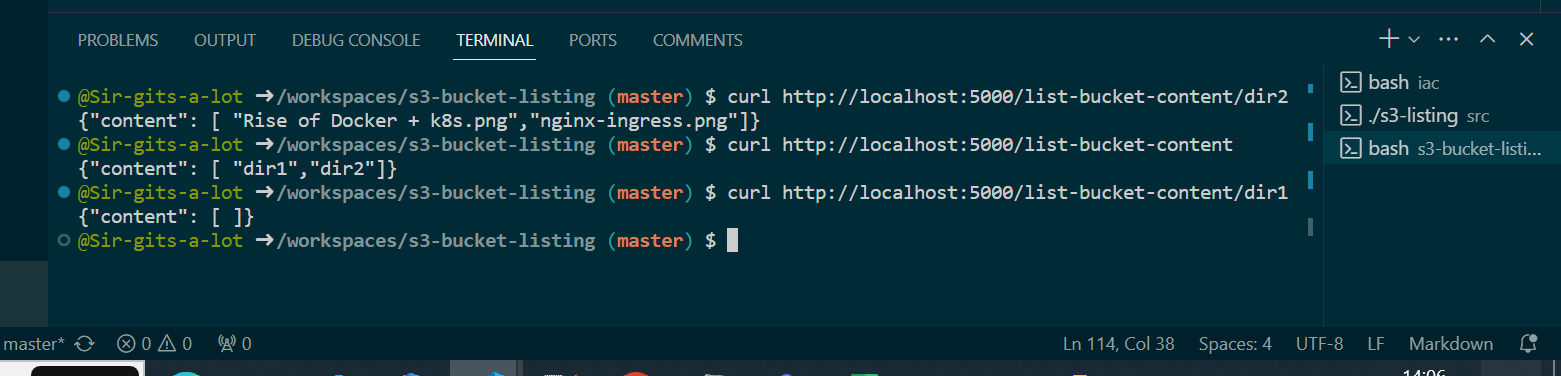 PROBLEMS OUTPUT DEBUG CONSOLE TERMINAL PORTS COMMENTS
@Sir-gits-a-lot ➜/workspaces/s3-bucket-listing (master) $ curl http://localhost:5000/list-bucket-content/dir2
{"content": [ "Rise of Docker + k8s.png","nginx-ingress.png"]}
@Sir-gits-a-lot ➜/workspaces/s3-bucket-listing (master) $ curl http://localhost:5000/list-bucket-content
{"content": [ "dir1","dir2"]}
@Sir-gits-a-lot ➜/workspaces/s3-bucket-listing (master) $ curl http://localhost:5000/list-bucket-content/dir1
{"content": [ ]}
@Sir-gits-a-lot ➜/workspaces/s3-bucket-listing (master) $
bash iac
./s3-listing src
bash s3-bucket-listi...
master* 0 0 0 Ln 114, Col 38 Spaces: 4 UTF-8 LF Markdown
14:06